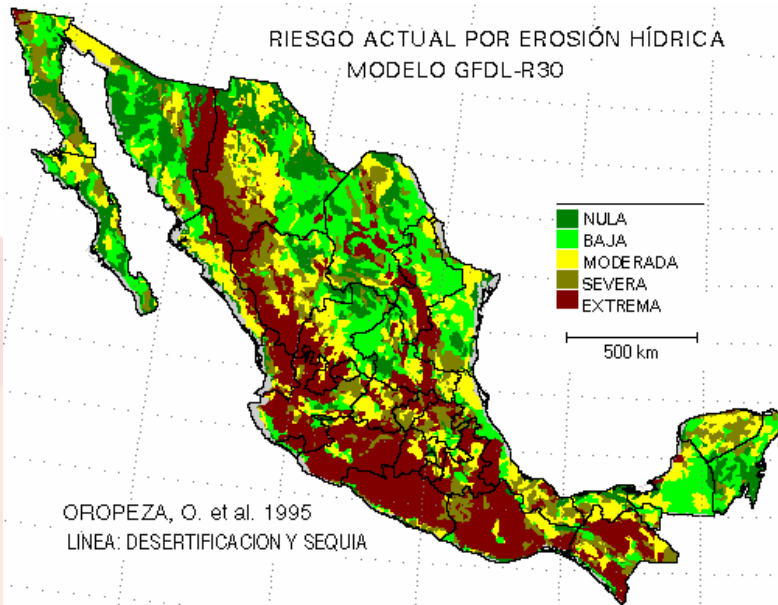 RIESGO ACTUAL POR EROSIÓN HÍDRICA
MODELO GFDL-R30
NULA
BAJA
MODERADA
SEVERA
EXTREMA
500 km
OROPEZA, O. et al. 1995
LÍNEA: DESERTIFICACION Y SEQUIA